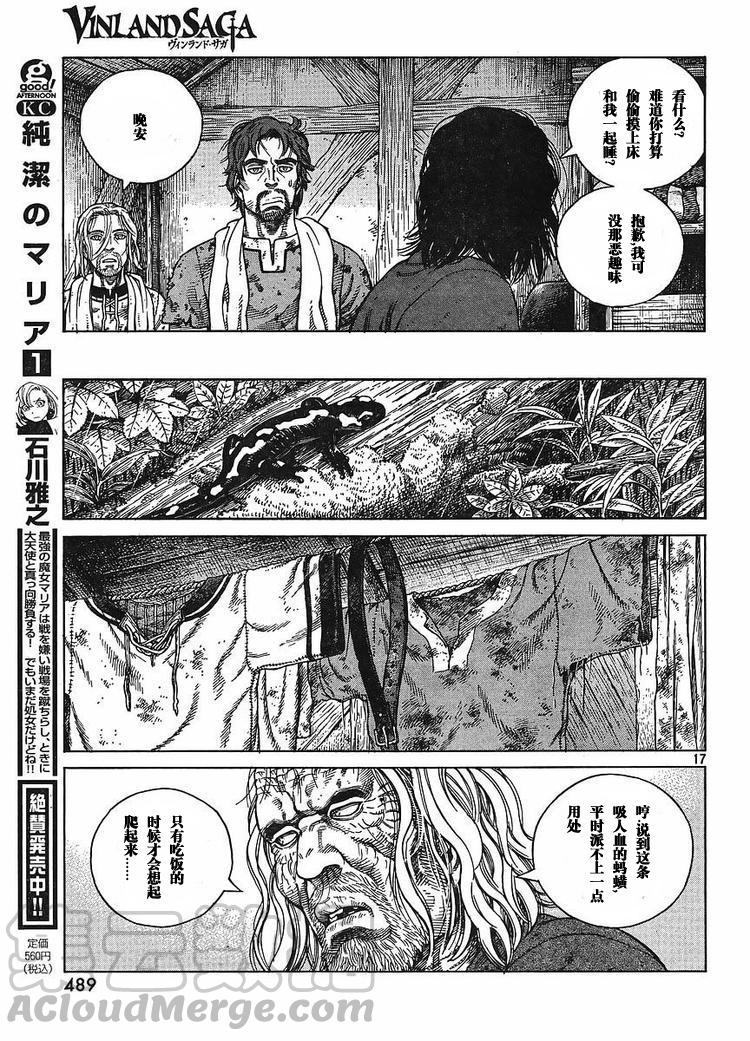 VINLAND SAGA
ヴィンランド・サガ
看什么?
难道你打算
偷偷摸上床
和我一起睡?
抱歉,我可
没那恶趣味
晚安
17
哼,说到这条
吸人血的蚂蟥,
平时派不上一点
用处
只有吃饭的
时候才会想起
爬起来……
good!
AFTERNOON
KC
純潔のマリア
1
石川雅之
最強の魔女マリアは戦を嫌い戦場を蹴ちらし、ときに
大天使と真っ向勝負する! でもいまだ処女だけどね!!
絶賛発売中!!
定価
560円
(税込)
489
集云数据
ACloudMerge.com